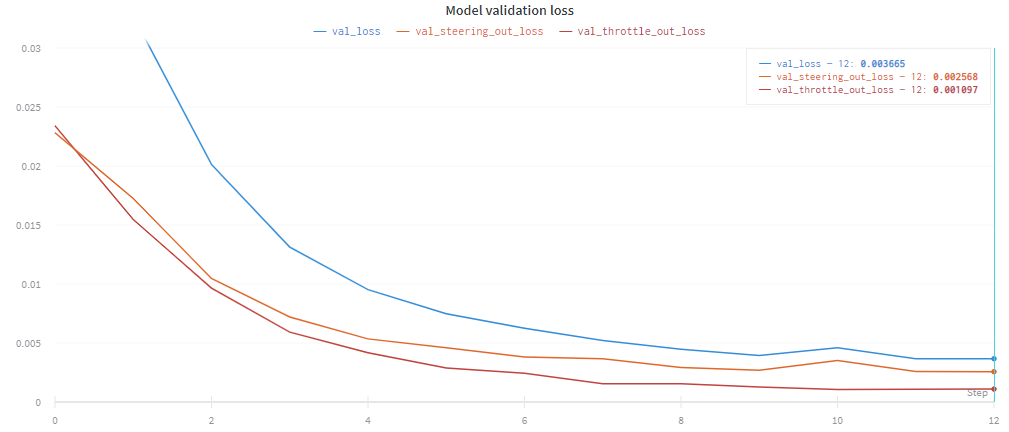 Model validation loss
val_loss val_steering_out_loss val_throttle_out_loss
0.03
val_loss – 12: 0.003665
val_steering_out_loss – 12: 0.002568
val_throttle_out_loss – 12: 0.001097
0.025
0.02
0.015
0.01
0.005
Step
0
0 2 4 6 8 10 12